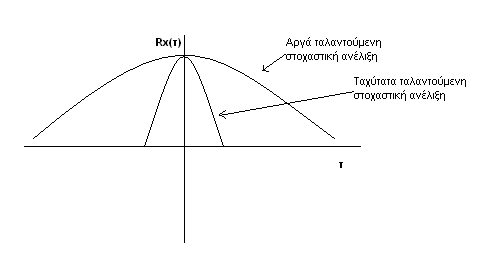 Rx(τ)
Αργά ταλαντούμενη
στοχαστική ανέλιξη
Ταχύτατα ταλαντούμενη
στοχαστική ανέλιξη
τ